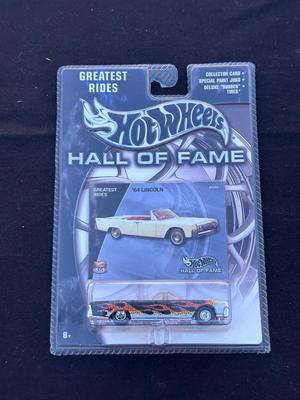 GREATEST
RIDES
COLLECTOR CARD
SPECIAL PAINT JOBS
DELUXE "RUBBER"
TIRES
Hot Wheels
HALL OF FAME
GREATEST
RIDES
'64 LINCOLN
Hot Wheels
HALL OF FAME
8+